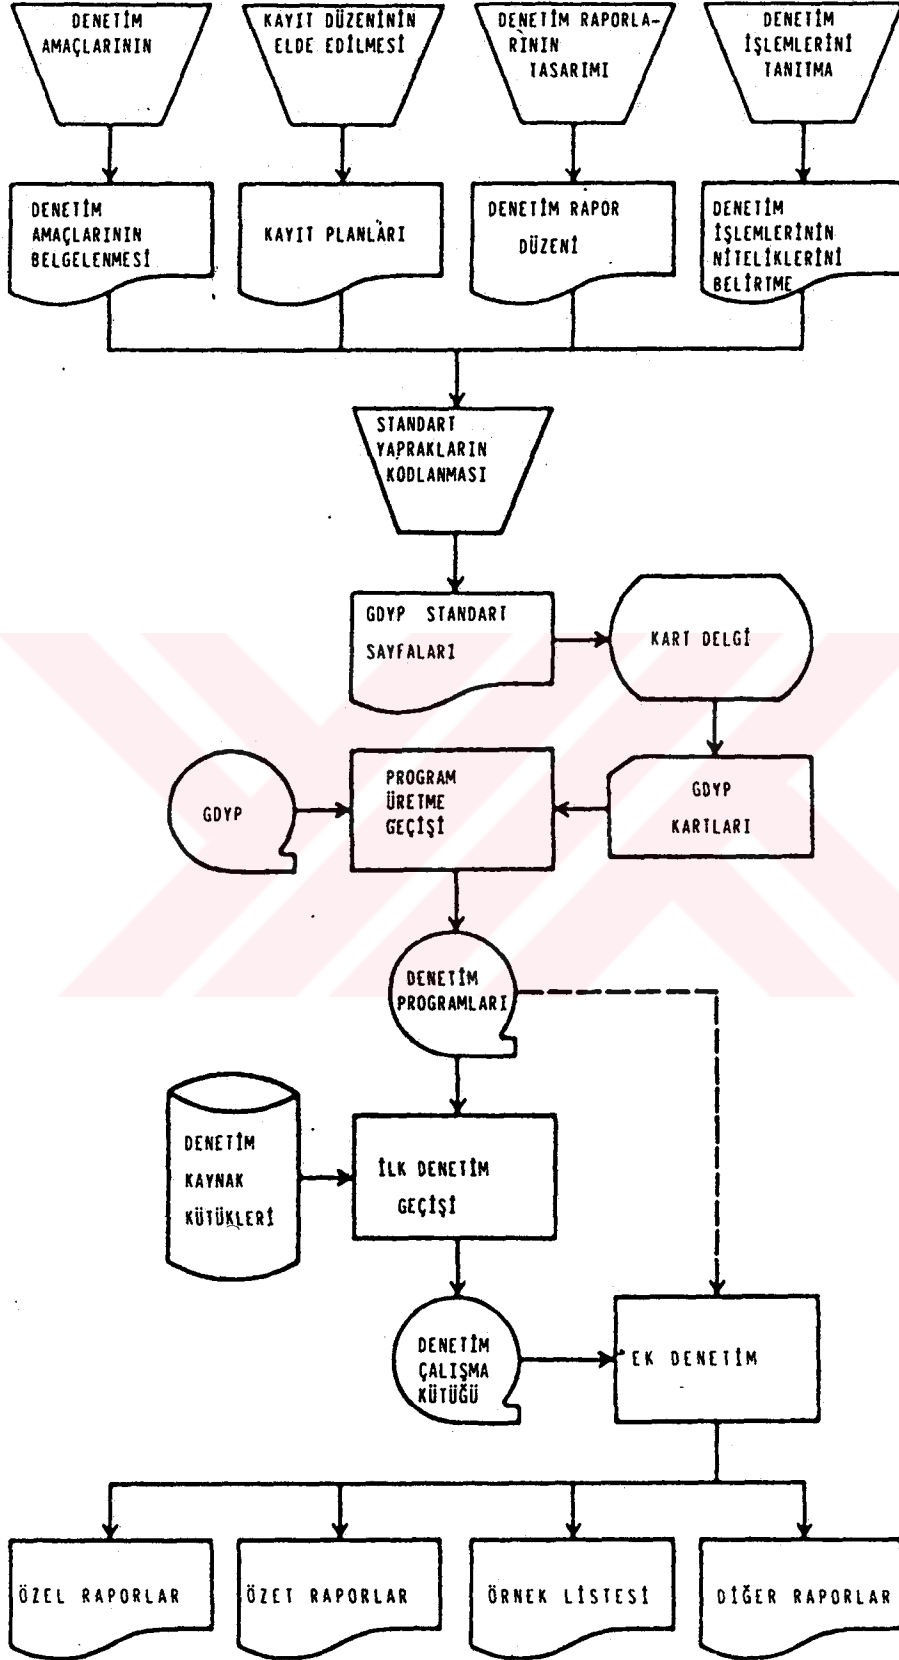 DENETİM
AMAÇLARININ
KAYIT DÜZENİNİN
ELDE EDİLMESİ
DENETİM RAPORLA-
RININ
TASARIMI
DENETİM
İŞLEMLERİNİ
TANITMA
DENETİM
AMAÇLARININ
BELGELENMESİ
KAYIT PLANLARI
DENETİM RAPOR
DÜZENİ
DENETİM
İŞLEMLERİNİN
NİTELİKLERİNİ
BELİRTME
STANDART
YAPRAKLARIN
KODLANMASI
GDYP STANDART
SAYFALARI
KART DELGİ
GDYP
PROGRAM
ÜRETME
GEÇİŞİ
GDYP
KARTLARI
DENETİM
PROGRAMLARI
DENETİM
KAYNAK
KÜTÜKLERİ
İLK DENETİM
GEÇİŞİ
DENETİM
ÇALIŞMA
KÜTÜĞÜ
EK DENETİM
ÖZEL RAPORLAR
ÖZET RAPORLAR
ÖRNEK LİSTESİ
DİĞER RAPORLAR